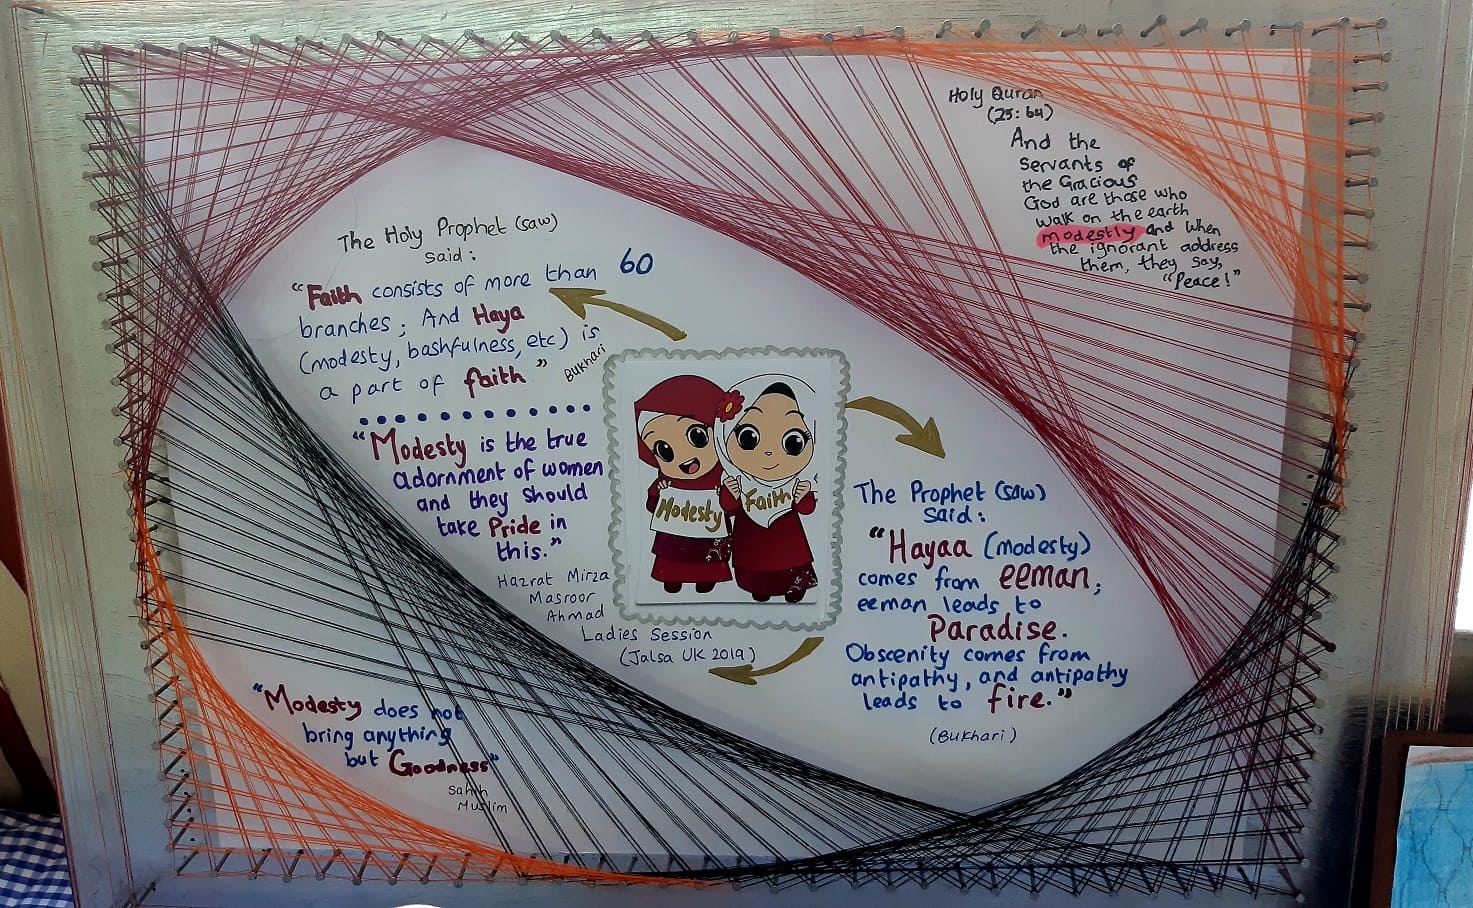 Holy Quran
(25:64)
And the
servants of
the Gracious
God are those who
walk on the earth
modestly and when
the ignorant address
them, they say,
"Peace!"
The Holy Prophet (saw)
said:
"Faith consists of more than 60
branches; And Haya
(modesty, bashfulness, etc) is
a part of faith"
Bukhari
"Modesty is the true
adornment of women
and they should
take Pride in
this."
Hazrat Mirza
Masroor
Ahmad
Ladies Session
(Jalsa UK 2019)
Modesty
Faith
The Prophet (saw)
said:
"Hayaa (modesty)
comes from eeman;
eeman leads to
Paradise.
Obscenity comes from
antipathy, and antipathy
leads to fire."
(Bukhari)
"Modesty does not
bring anything
but Goodness"
Sahih
Muslim